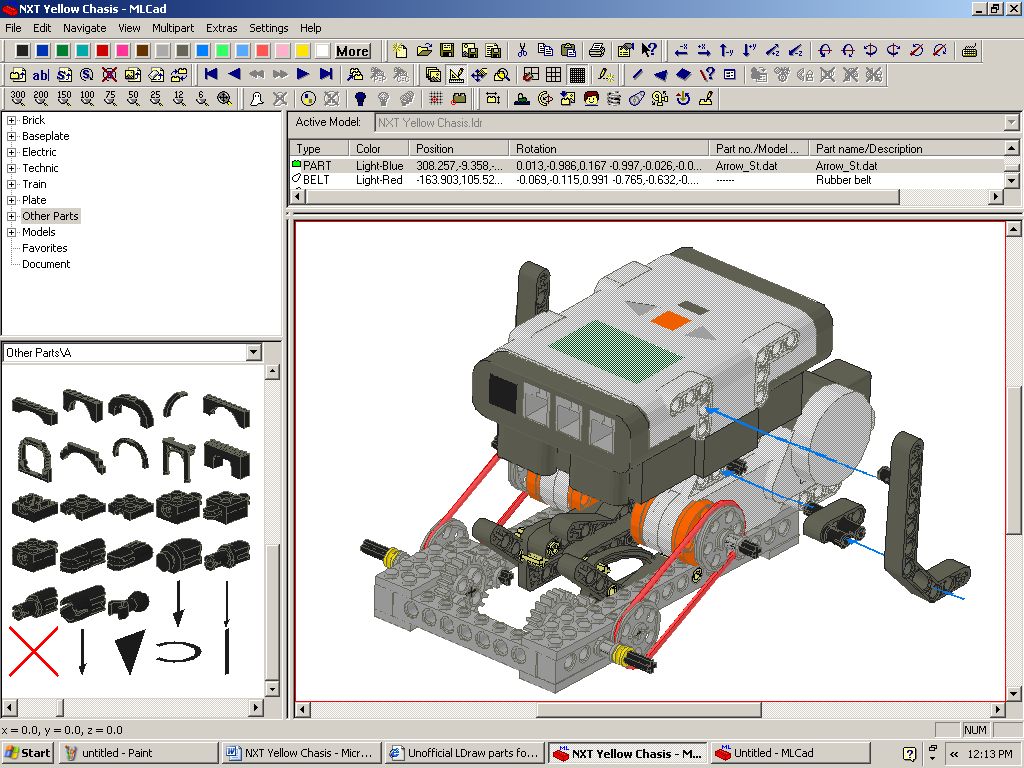 NXT Yellow Chasis - MLCad
File Edit Navigate View Multipart Extras Settings Help
More
ab|
300 200 150 100 75 50 25 12 6
Brick
Baseplate
Electric
Technic
Train
Plate
Other Parts
Models
Favorites
Document
Active Model: NXT Yellow Chasis.ldr
Type Color Position Rotation Part no./Model ... Part name/Description
PART Light-Blue 308.257,-9.358,-... 0.013,-0.986,0.167 -0.997,-0.026,-0.0... Arrow_St.dat Arrow_St.dat
BELT Light-Red -163.903,105.52... -0.069,-0.115,0.991 -0.765,-0.632,-0.... ------ Rubber belt
Other Parts\A
x = 0.0, y = 0.0, z = 0.0
NUM
Start untitled - Paint NXT Yellow Chasis - Micr... Unofficial LDraw parts fo... NXT Yellow Chasis - M... Untitled - MLCad 12:13 PM